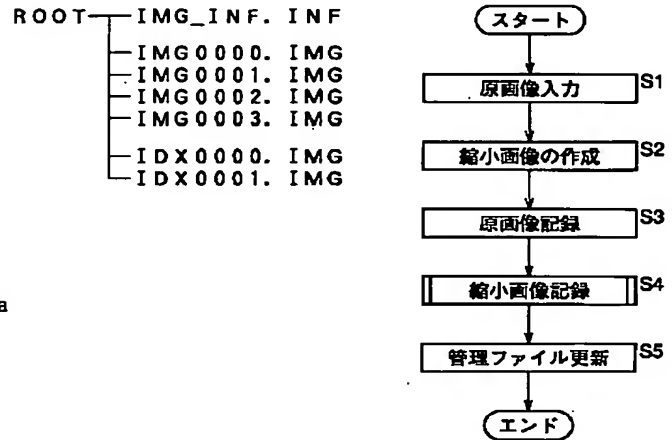 ROOT IMG_INF. INF
IMG0000. IMG
IMG0001. IMG
IMG0002. IMG
IMG0003. IMG
IDX0000. IMG
IDX0001. IMG
a
スタート
原画像入力 S1
縮小画像の作成 S2
原画像記録 S3
縮小画像記録 S4
管理ファイル更新 S5
エンド